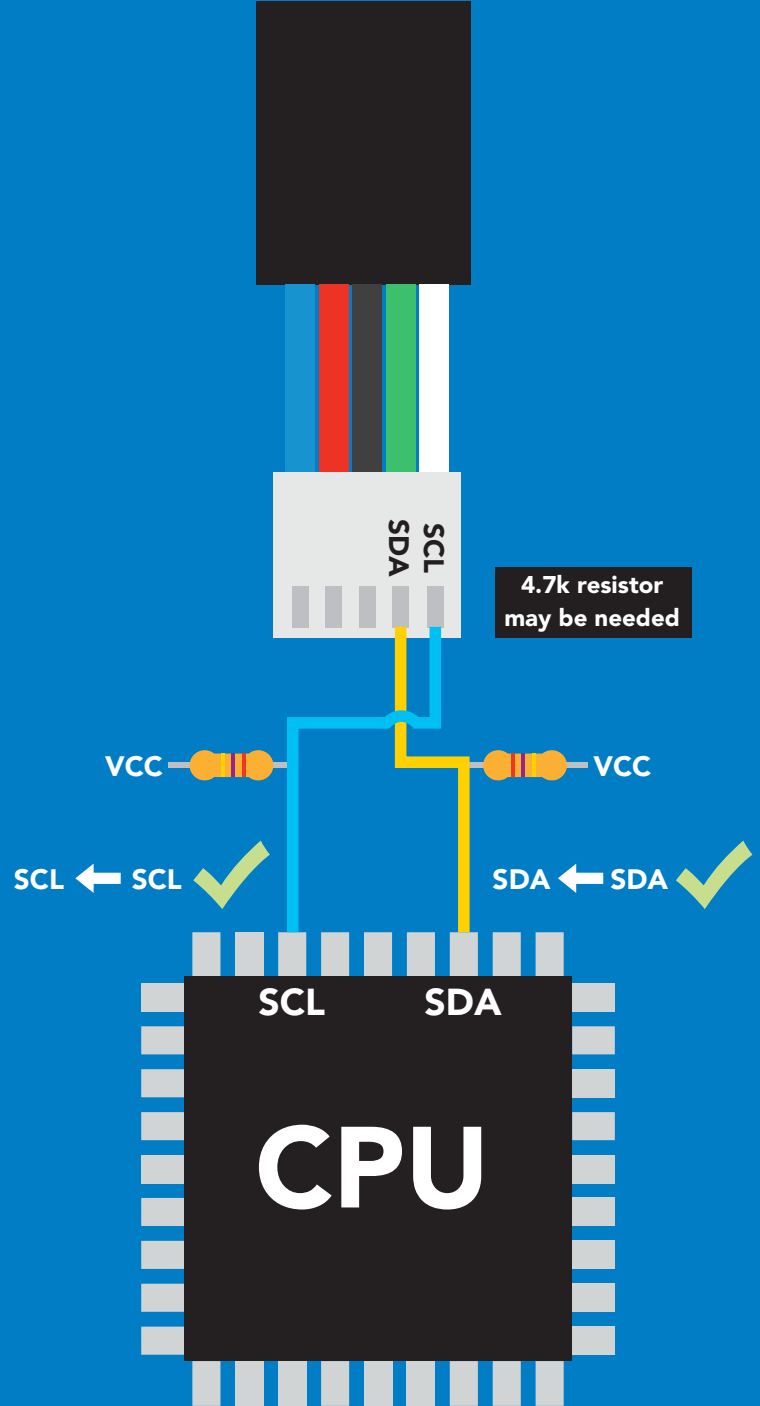 SDA
SCL
4.7k resistor
may be needed
VCC
VCC
SCL SCL
SDA SDA
SCL
SDA
CPU